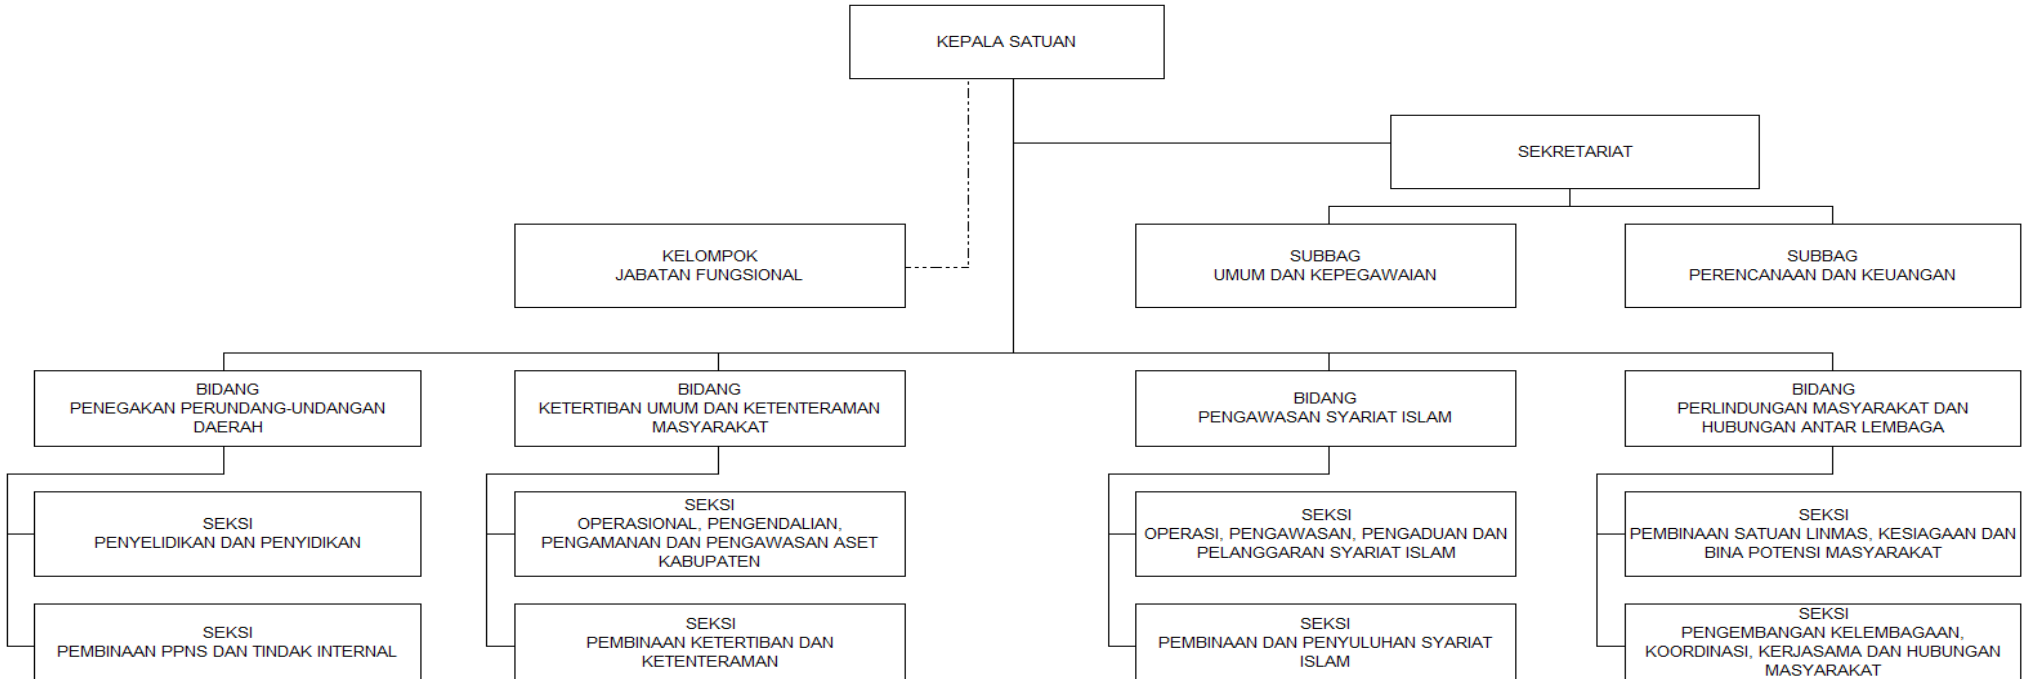 KEPALA SATUAN
SEKRETARIAT
KELOMPOK
JABATAN FUNGSIONAL
SUBBAG
UMUM DAN KEPEGAWAIAN
SUBBAG
PERENCANAAN DAN KEUANGAN
BIDANG
PENEGAKAN PERUNDANG-UNDANGAN
DAERAH
BIDANG
KETERTIBAN UMUM DAN KETENTERAMAN
MASYARAKAT
BIDANG
PENGAWASAN SYARIAT ISLAM
BIDANG
PERLINDUNGAN MASYARAKAT DAN
HUBUNGAN ANTAR LEMBAGA
SEKSI
PENYELIDIKAN DAN PENYIDIKAN
SEKSI
OPERASIONAL, PENGENDALIAN,
PENGAMANAN DAN PENGAWASAN ASET
KABUPATEN
SEKSI
OPERASI, PENGAWASAN, PENGADUAN DAN
PELANGGARAN SYARIAT ISLAM
SEKSI
PEMBINAAN SATUAN LINMAS, KESIAGAAN DAN
BINA POTENSI MASYARAKAT
SEKSI
PEMBINAAN PPNS DAN TINDAK INTERNAL
SEKSI
PEMBINAAN KETERTIBAN DAN
KETENTERAMAN
SEKSI
PEMBINAAN DAN PENYULUHAN SYARIAT
ISLAM
SEKSI
PENGEMBANGAN KELEMBAGAAN,
KOORDINASI, KERJASAMA DAN HUBUNGAN
MASYARAKAT